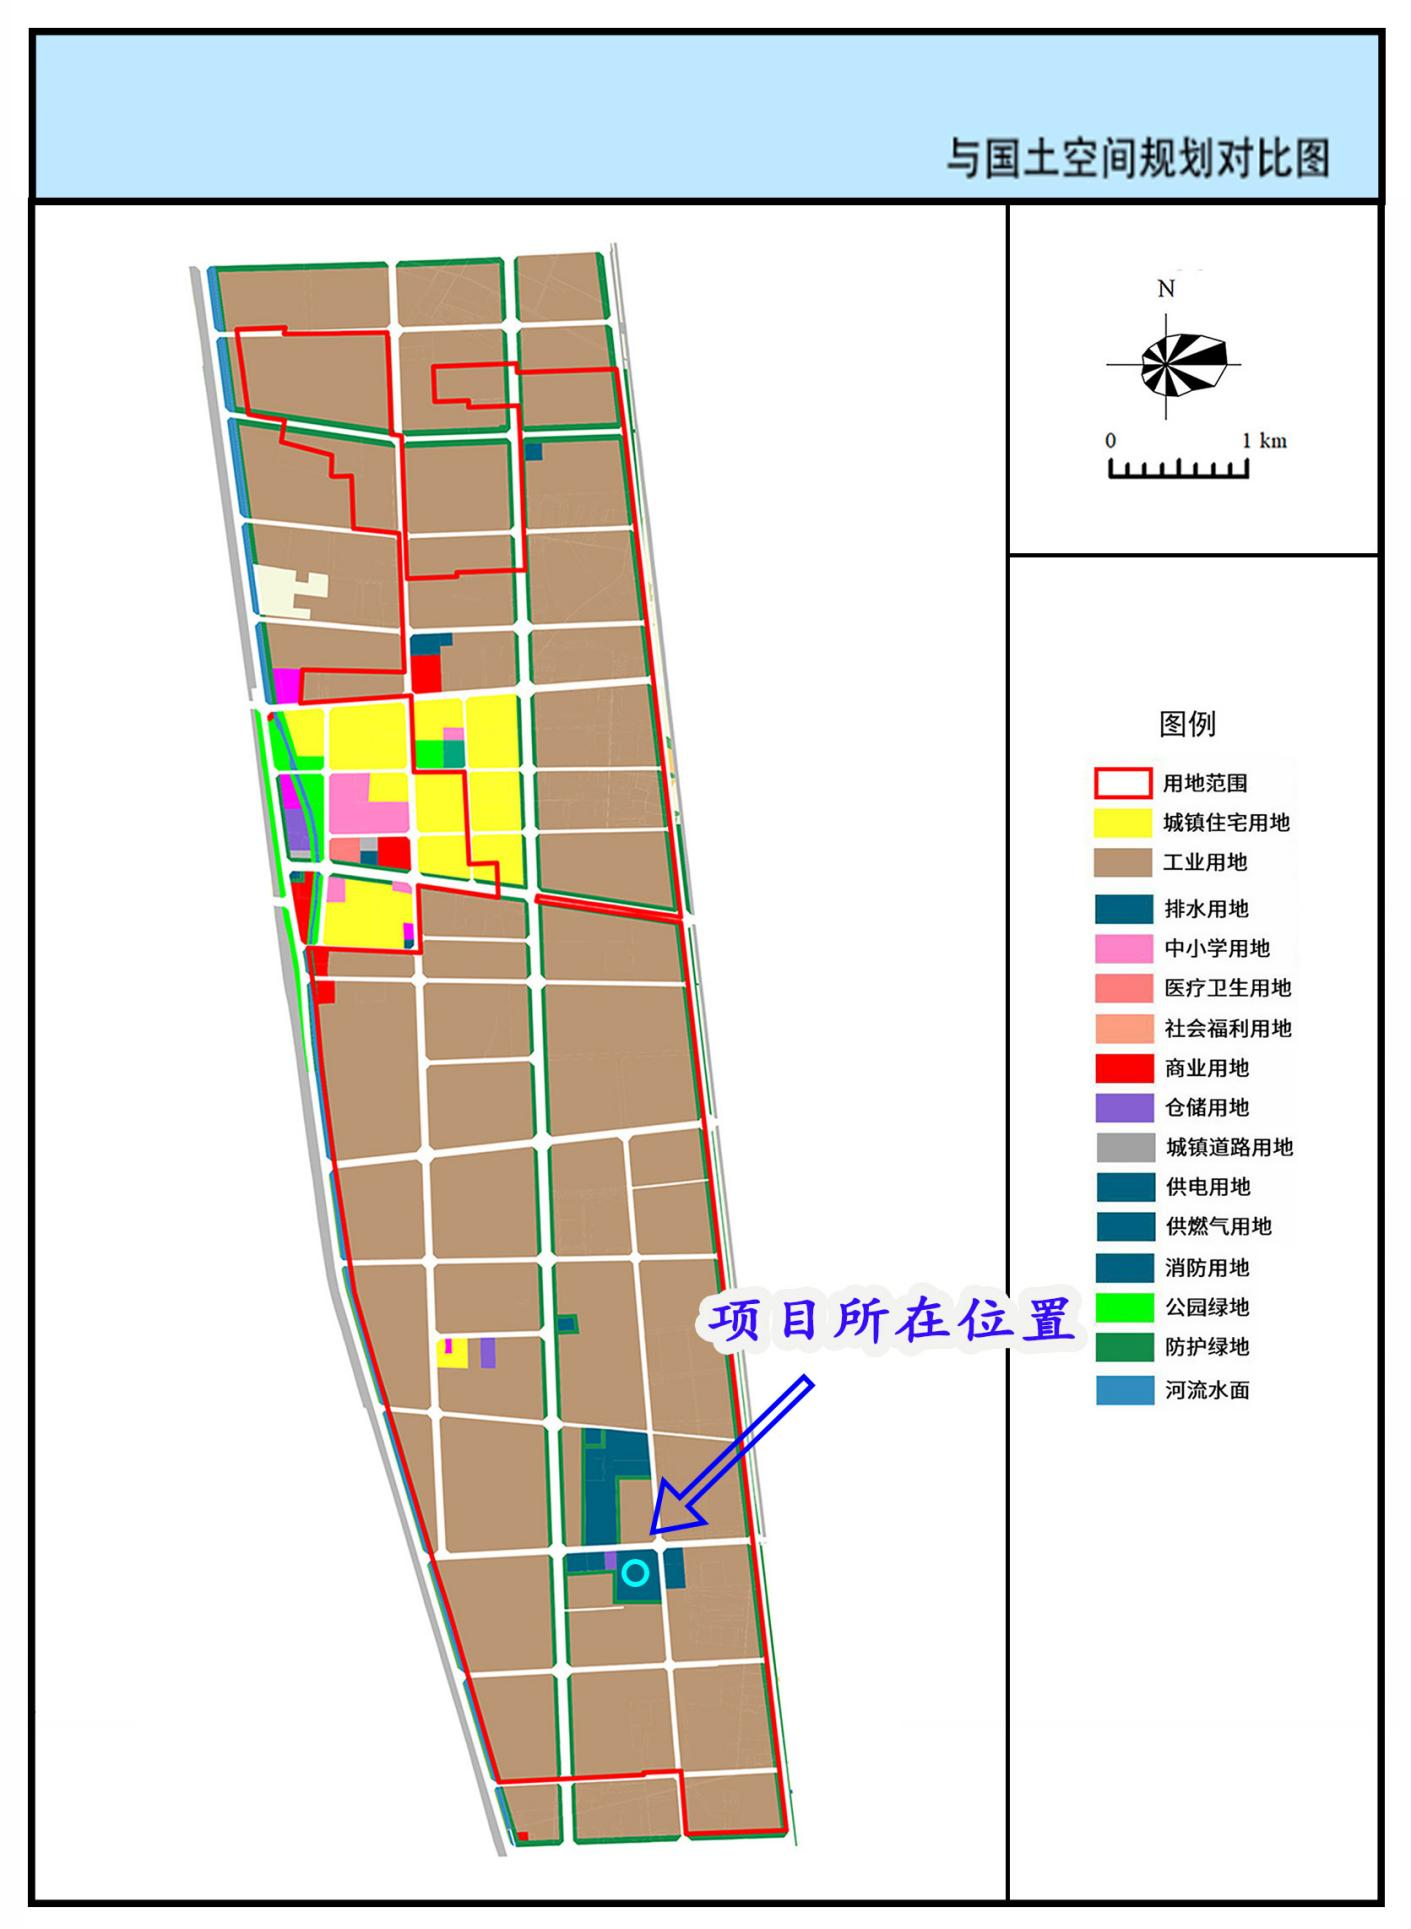 与国土空间规划对比图
N
0 1 km
图例
用地范围
城镇住宅用地
工业用地
排水用地
中小学用地
医疗卫生用地
社会福利用地
商业用地
仓储用地
城镇道路用地
供电用地
供燃气用地
消防用地
公园绿地
防护绿地
河流水面
项目所在位置